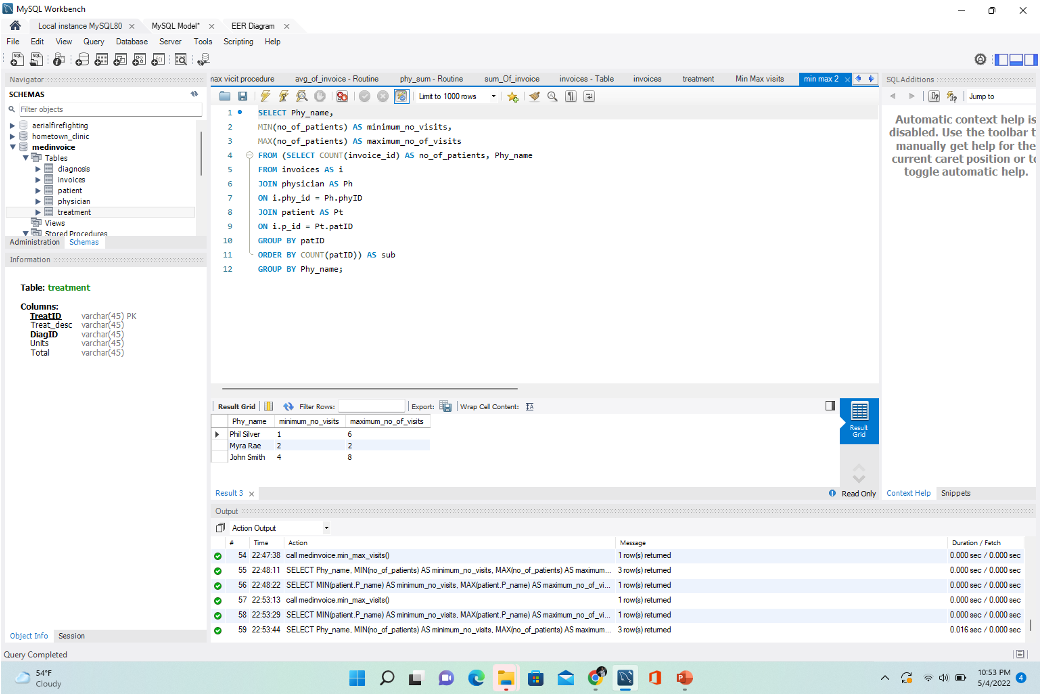 MySQL Workbench
Local instance MySQL80 × MySQL Model* × EER Diagram ×
File Edit View Query Database Server Tools Scripting Help
Navigator
SCHEMAS
Filter objects
aerialfirefighting
hometown_clinic
medinvoice
Tables
diagnosis
invoices
patient
physician
treatment
Views
Stored Procedures
Administration Schemas
Information
Table: treatment
Columns:
TreatID varchar(45) PK
Treat_desc varchar(45)
DiagID varchar(45)
Units varchar(45)
Total varchar(45)
Object Info Session
Query Completed
max vicit procedure avg_of_invoice - Routine phy_sum - Routine sum_Of_invoice invoices - Table invoices treatment Min Max visits min max 2 ×
Limit to 1000 rows
1 SELECT Phy_name,
2 MIN(no_of_patients) AS minimum_no_visits,
3 MAX(no_of_patients) AS maximum_no_of_visits
4 FROM (SELECT COUNT(invoice_id) AS no_of_patients, Phy_name
5 FROM invoices AS i
6 JOIN physician AS Ph
7 ON i.phy_id = Ph.phyID
8 JOIN patient AS Pt
9 ON i.p_id = Pt.patID
10 GROUP BY patID
11 ORDER BY COUNT(patID)) AS sub
12 GROUP BY Phy_name;
Result Grid Filter Rows: Export: Wrap Cell Content:
Phy_name minimum_no_visits maximum_no_of_visits
Phil Silver 1 6
Myra Rae 2 2
John Smith 4 8
Result Grid
Result 3 × Read Only
SQLAdditions
Jump to
Automatic context help is
disabled. Use the toolbar t
manually get help for the
current caret position or to
toggle automatic help.
Context Help Snippets
Output
Action Output
# Time Action Message Duration / Fetch
54 22:47:38 call medinvoice.min_max_visits() 1 row(s) returned 0.000 sec / 0.000 sec
55 22:48:11 SELECT Phy_name, MIN(no_of_patients) AS minimum_no_visits, MAX(no_of_patients) AS maximum... 3 row(s) returned 0.000 sec / 0.000 sec
56 22:48:22 SELECT MIN(patient.P_name) AS minimum_no_visits, MAX(patient.P_name) AS maximum_no_of_vi... 1 row(s) returned 0.000 sec / 0.000 sec
57 22:53:13 call medinvoice.min_max_visits() 1 row(s) returned 0.000 sec / 0.000 sec
58 22:53:29 SELECT MIN(patient.P_name) AS minimum_no_visits, MAX(patient.P_name) AS maximum_no_of_vi... 1 row(s) returned 0.000 sec / 0.000 sec
59 22:53:44 SELECT Phy_name, MIN(no_of_patients) AS minimum_no_visits, MAX(no_of_patients) AS maximum... 3 row(s) returned 0.016 sec / 0.000 sec
54°F
Cloudy
10:53 PM
5/4/2022
4